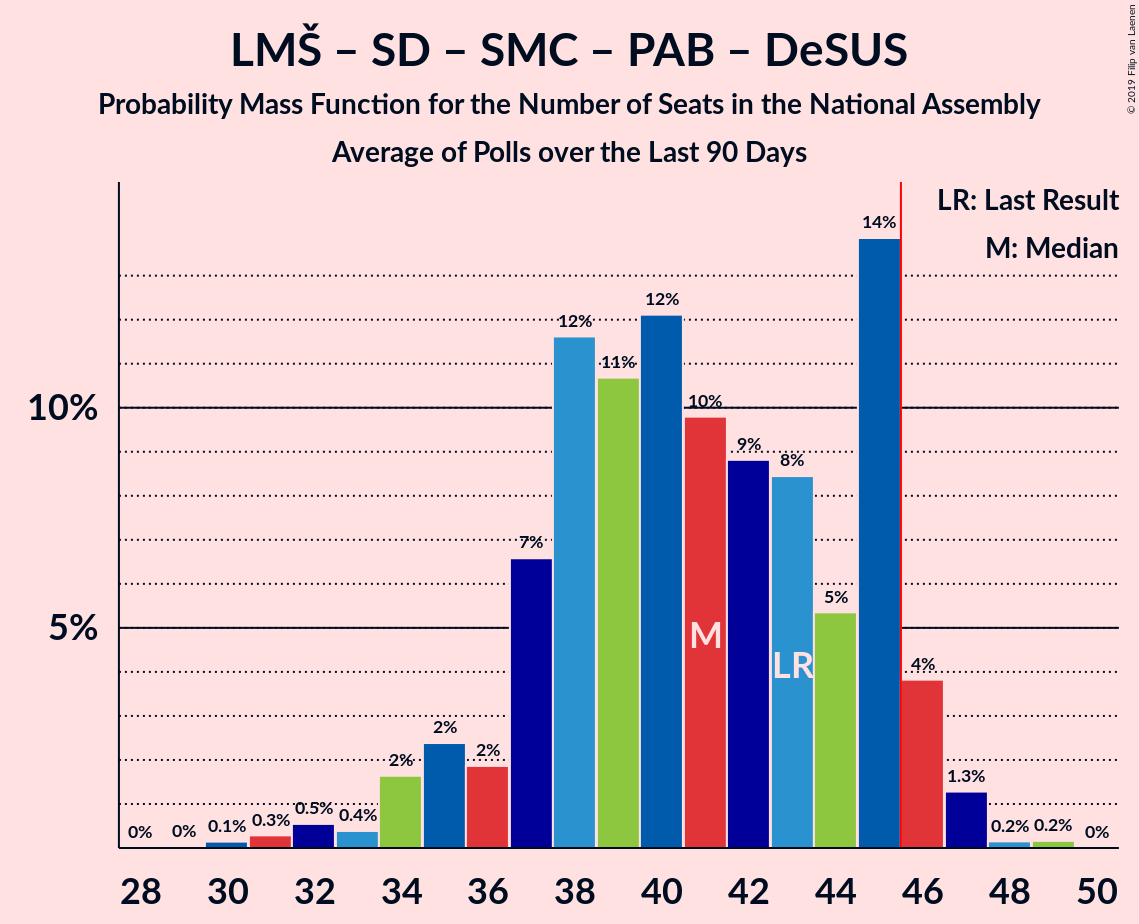 LMŠ – SD – SMC – PAB – DeSUS
Probability Mass Function for the Number of Seats in the National Assembly
Average of Polls over the Last 90 Days
© 2019 Filip van Laenen
LR: Last Result
M: Median
10%
5%
0%
0%
0.1%
0.3%
0.5%
0.4%
2%
2%
2%
7%
12%
11%
12%
10%
9%
8%
5%
14%
4%
1.3%
0.2%
0.2%
0%
M
LR
28 30 32 34 36 38 40 42 44 46 48 50